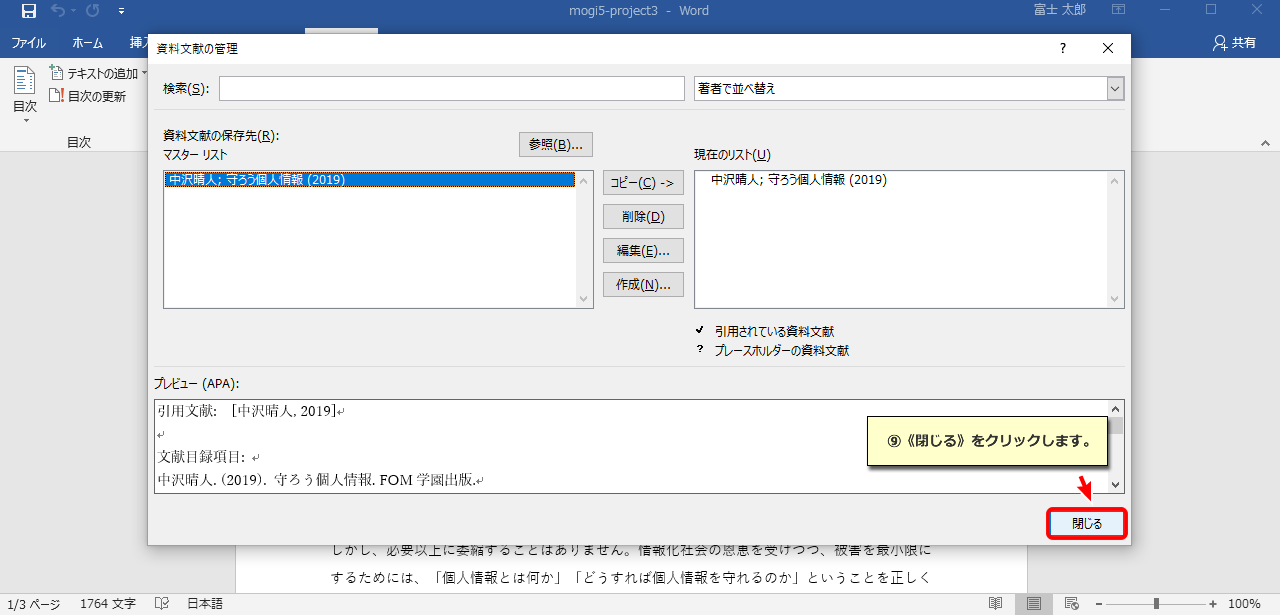 mogi5-project3 - Word
富士 太郎
ファイル ホーム 挿入
共有
目次
テキストの追加
目次の更新
目次
資料文献の管理
?
検索(S):
著者で並べ替え
資料文献の保存先(R):
マスター リスト
参照(B)...
現在のリスト(U)
中沢晴人; 守ろう個人情報 (2019)
コピー(C) ->
削除(D)
編集(E)...
作成(N)...
中沢晴人; 守ろう個人情報 (2019)
✓ 引用されている資料文献
? プレースホルダーの資料文献
プレビュー (APA):
引用文献: [中沢晴人, 2019]↵
↵
文献目録項目: ↵
中沢晴人. (2019). 守ろう個人情報. FOM 学園出版.↵
⑨《閉じる》をクリックします。
閉じる
しかし、必要以上に委縮することはありません。情報化社会の恩恵を受けつつ、被害を最小限に
するためには、「個人情報とは何か」「どうすれば個人情報を守れるのか」ということを正しく
1/3 ページ 1764 文字 日本語
100%